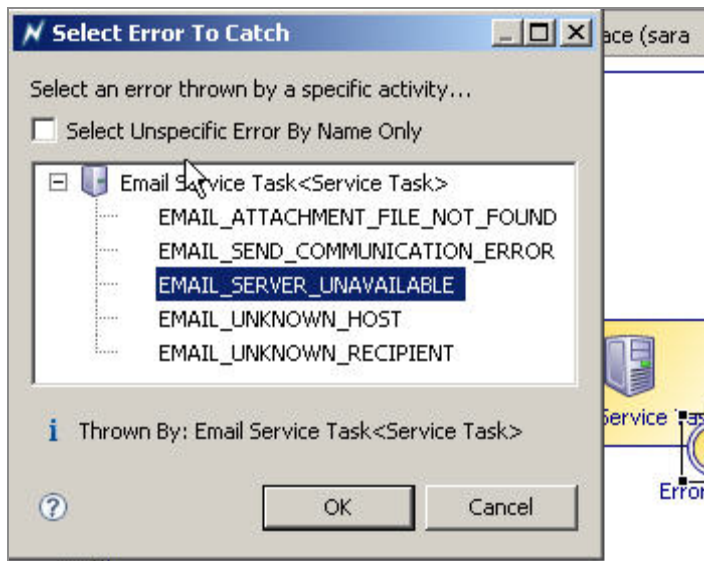 Select Error To Catch
ace (sara
Select an error thrown by a specific activity...
Select Unspecific Error By Name Only
Email Service Task<Service Task>
EMAIL_ATTACHMENT_FILE_NOT_FOUND
EMAIL_SEND_COMMUNICATION_ERROR
EMAIL_SERVER_UNAVAILABLE
EMAIL_UNKNOWN_HOST
EMAIL_UNKNOWN_RECIPIENT
Thrown By: Email Service Task<Service Task>
Service Tas
Error
OK
Cancel